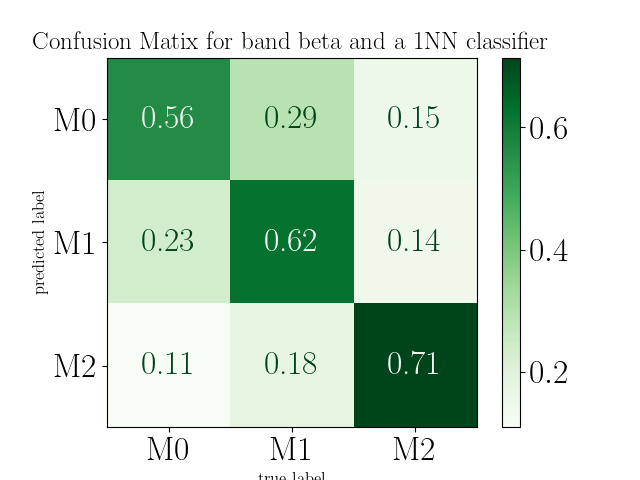 Confusion Matix for band beta and a 1NN classifier
M0 0.56 0.29 0.15
M1 0.23 0.62 0.14
M2 0.11 0.18 0.71
M0 M1 M2
predicted label
true label
0.6
0.4
0.2